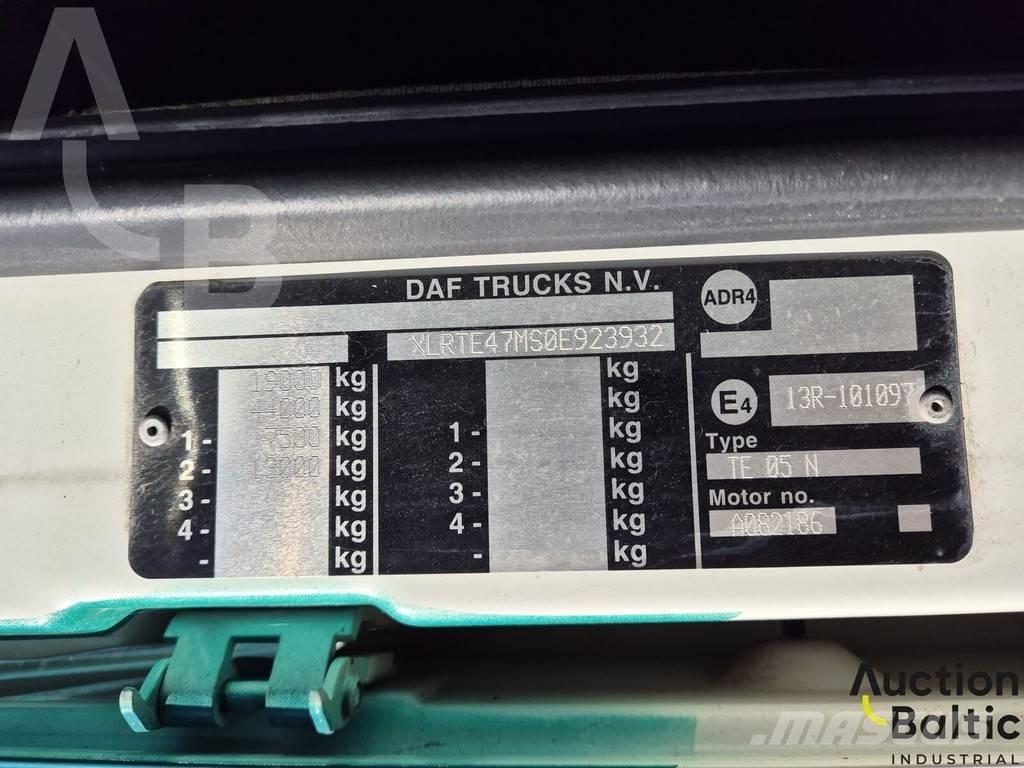 AB
DAF TRUCKS N.V.
XLRTE47MS0E923932
19000 kg
44000 kg
1- 7500 kg
2- 13000 kg
3- kg
4- kg
- kg
kg
kg
1- kg
2- kg
3- kg
4- kg
- kg
ADR4
E4 13R-101097
Type
TE 05 N
Motor no.
A082186
Auction
Baltic
INDUSTRIAL
MASCUS